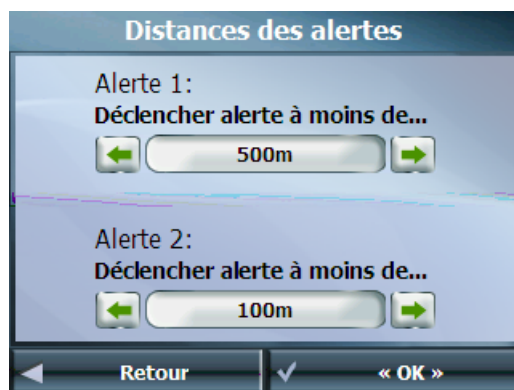 Distances des alertes
Alerte 1:
Déclencher alerte à moins de...
500m
Alerte 2:
Déclencher alerte à moins de...
100m
Retour
« OK »